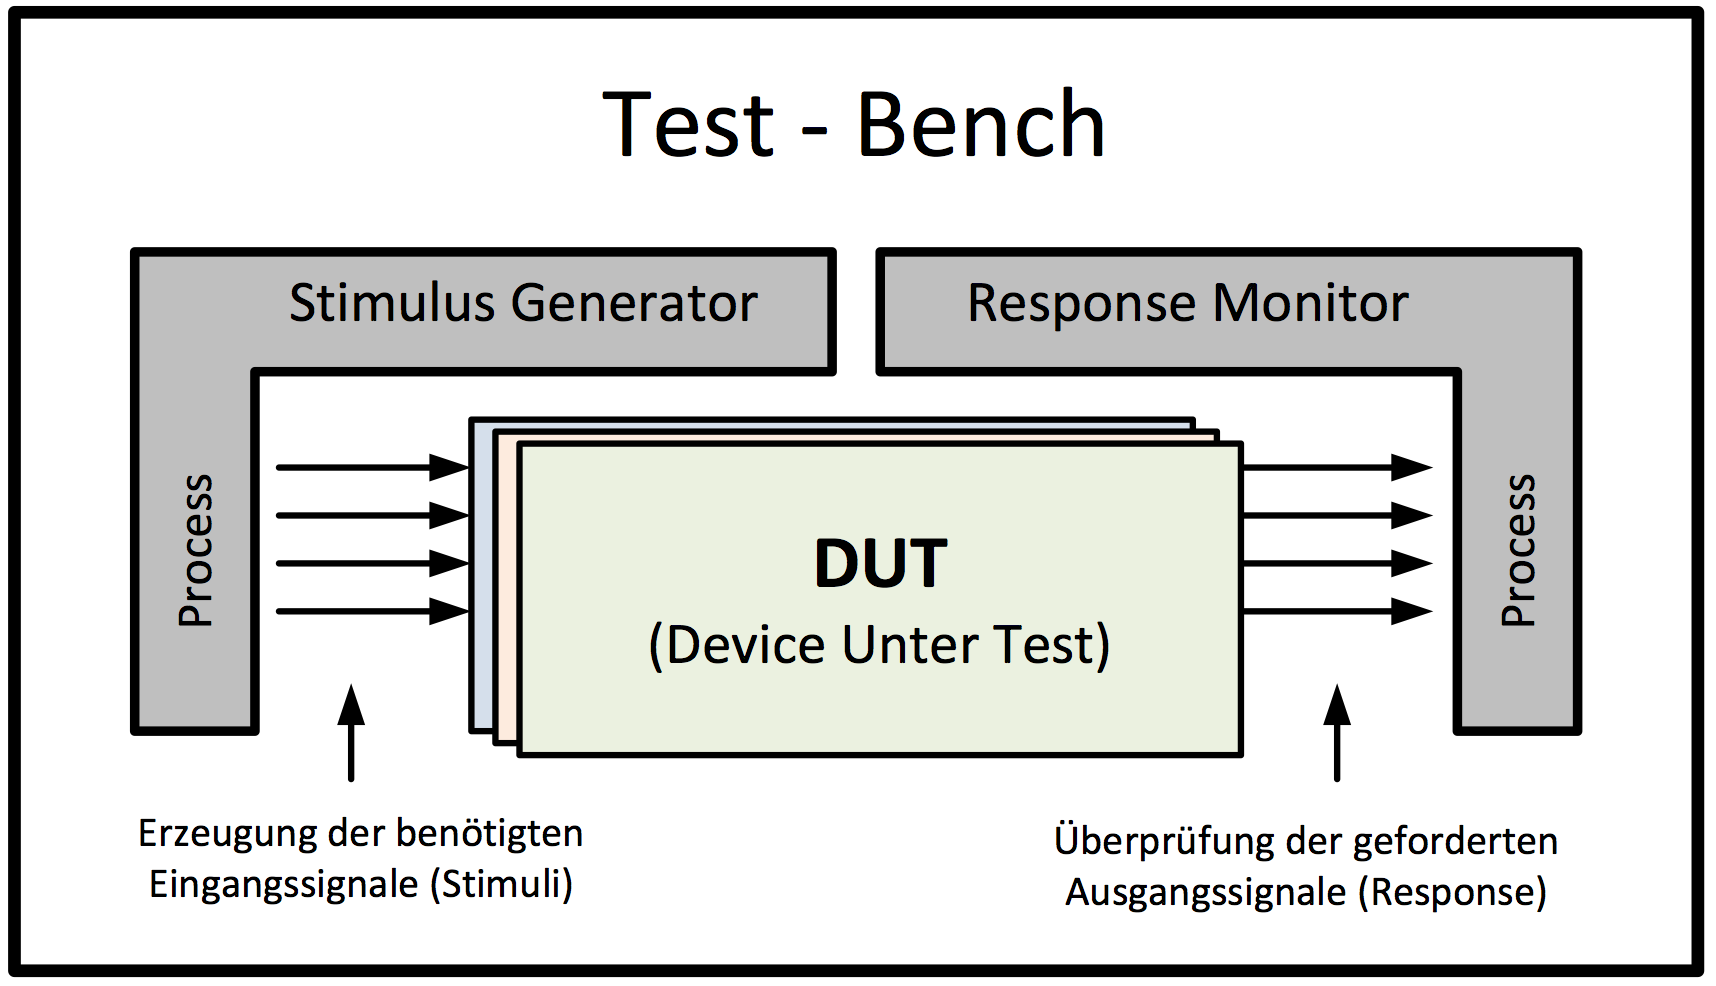 Test - Bench
Stimulus Generator
Response Monitor
Process
DUT
(Device Unter Test)
Process
Erzeugung der benötigten
Eingangssignale (Stimuli)
Überprüfung der geforderten
Ausgangssignale (Response)